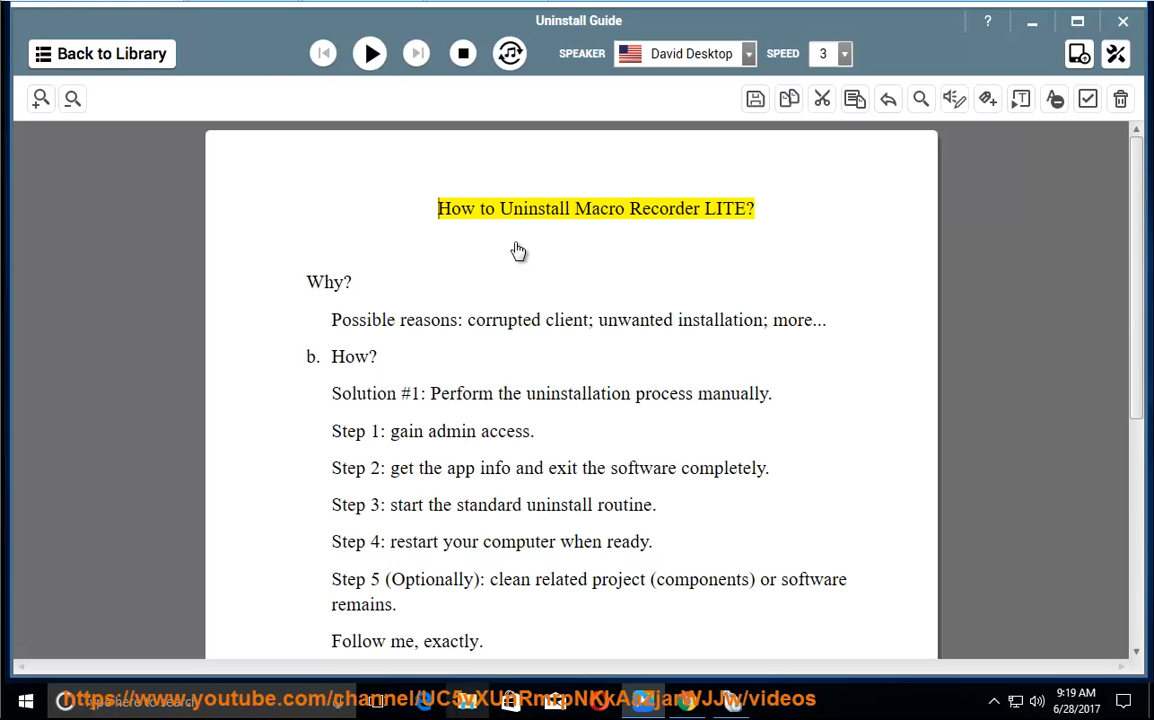 Uninstall Guide
?
Back to Library
SPEAKER
David Desktop
SPEED
3
How to Uninstall Macro Recorder LITE?
Why?
Possible reasons: corrupted client; unwanted installation; more...
b. How?
Solution #1: Perform the uninstallation process manually.
Step 1: gain admin access.
Step 2: get the app info and exit the software completely.
Step 3: start the standard uninstall routine.
Step 4: restart your computer when ready.
Step 5 (Optionally): clean related project (components) or software
remains.
Follow me, exactly.
9:19 AM
6/28/2017